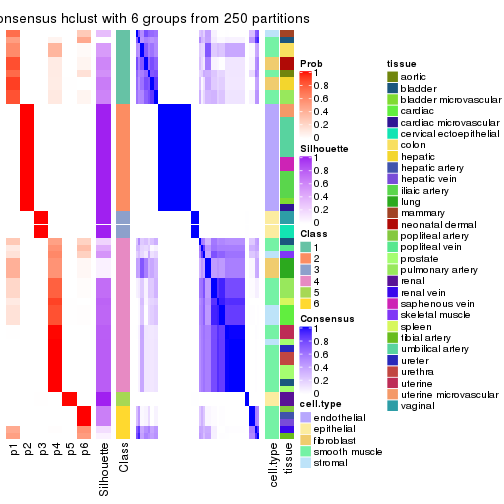 onsensus hclust with 6 groups from 250 partitions
Prob
1
0.8
0.6
0.4
0.2
0
Silhouette
1
0.8
0.6
0.4
0.2
0
Class
1
2
3
4
5
6
Consensus
1
0.8
0.6
0.4
0.2
0
cell.type
endothelial
epithelial
fibroblast
smooth muscle
stromal
tissue
aortic
bladder
bladder microvascular
cardiac
cardiac microvascular
cervical ectoepithelial
colon
hepatic
hepatic artery
hepatic vein
iliaic artery
lung
mammary
neonatal dermal
popliteal artery
popliteal vein
prostate
pulmonary artery
renal
renal vein
saphenous vein
skeletal muscle
spleen
tibial artery
umbilical artery
ureter
urethra
uterine
uterine microvascular
vaginal
p1
p2
p3
p4
p5
p6
Silhouette
Class
cell.type
tissue